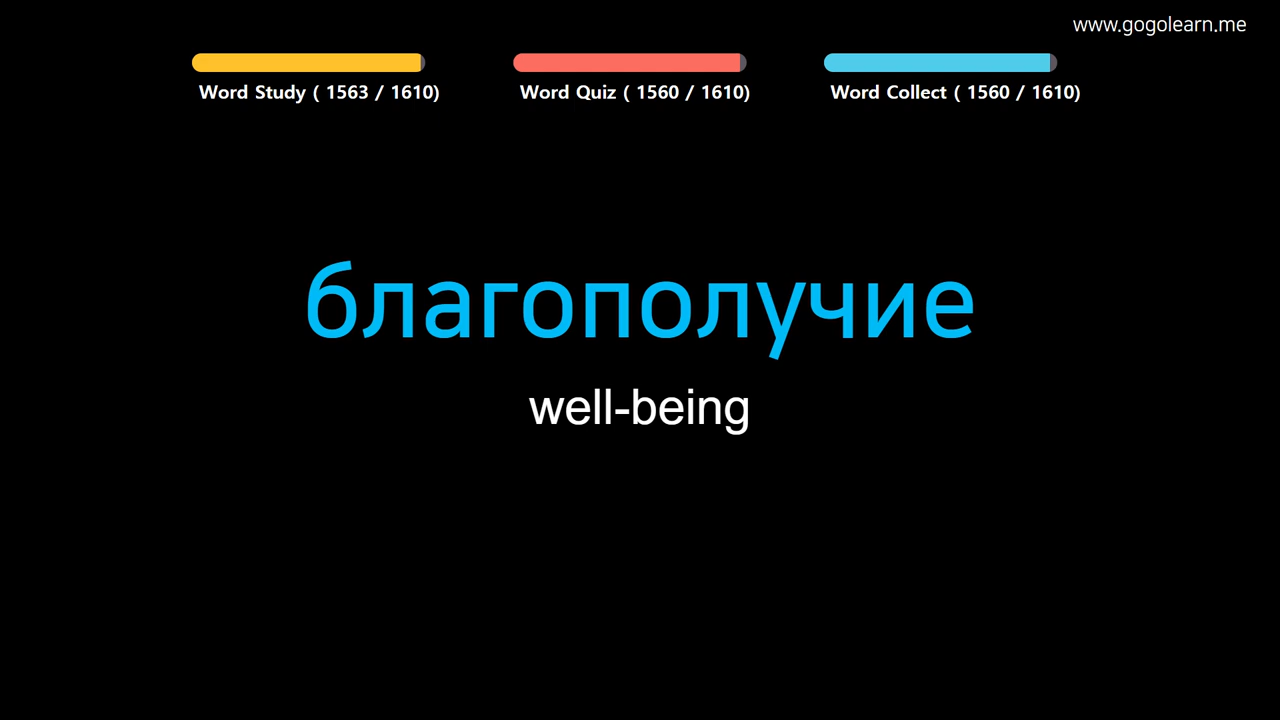 www.gogolearn.me
Word Study ( 1563 / 1610)
Word Quiz ( 1560 / 1610)
Word Collect ( 1560 / 1610)
благополучие
well-being